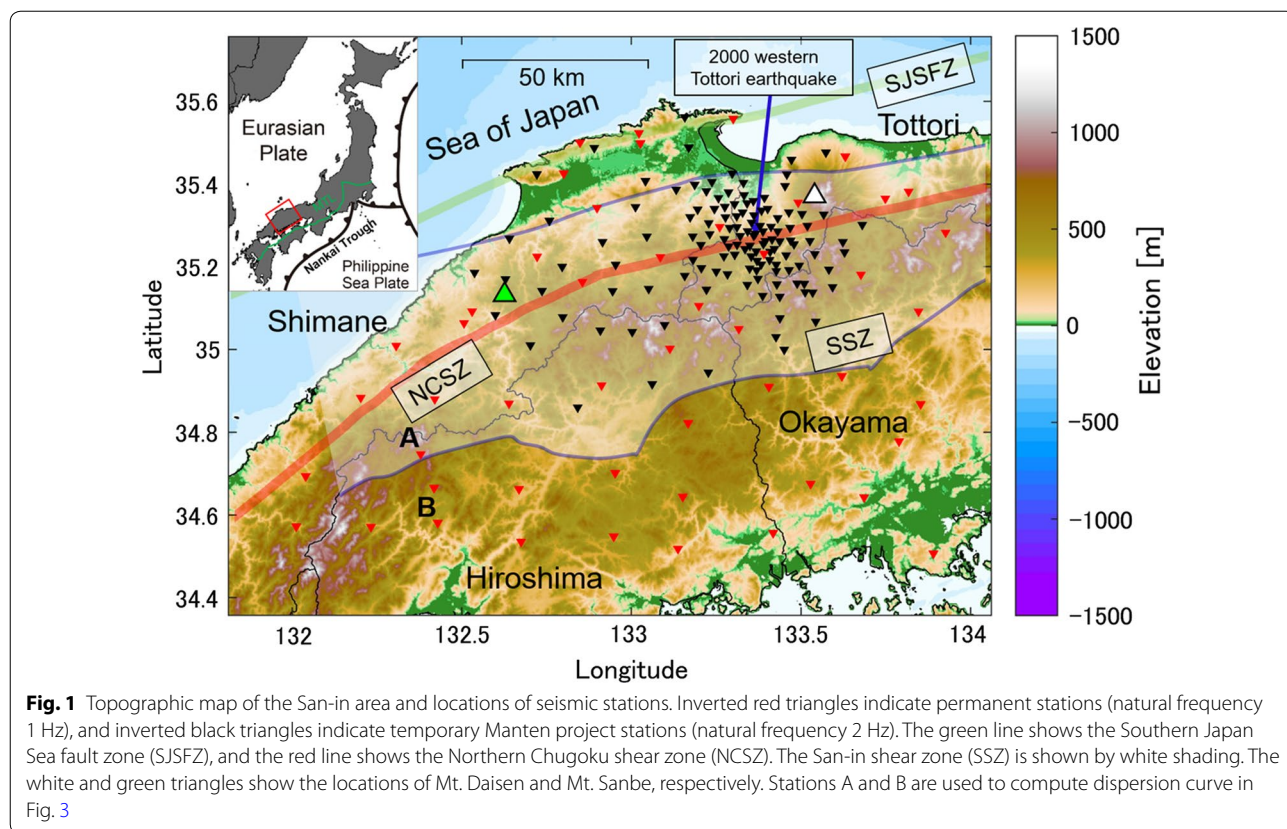 Eurasian
Plate
Nankai Trough
Philippine
Sea Plate
50 km
2000 western
Tottori earthquake
SJSFZ
Sea of Japan
Tottori
Shimane
NCSZ
SSZ
A
B
Okayama
Hiroshima
35.6
35.4
35.2
35
34.8
34.6
34.4
Latitude
132
132.5
133
133.5
134
Longitude
1500
1000
500
0
−500
−1000
−1500
Elevation [m]
Fig. 1 Topographic map of the San-in area and locations of seismic stations. Inverted red triangles indicate permanent stations (natural frequency
1 Hz), and inverted black triangles indicate temporary Manten project stations (natural frequency 2 Hz). The green line shows the Southern Japan
Sea fault zone (SJSFZ), and the red line shows the Northern Chugoku shear zone (NCSZ). The San-in shear zone (SSZ) is shown by white shading. The
white and green triangles show the locations of Mt. Daisen and Mt. Sanbe, respectively. Stations A and B are used to compute dispersion curve in
Fig. 3